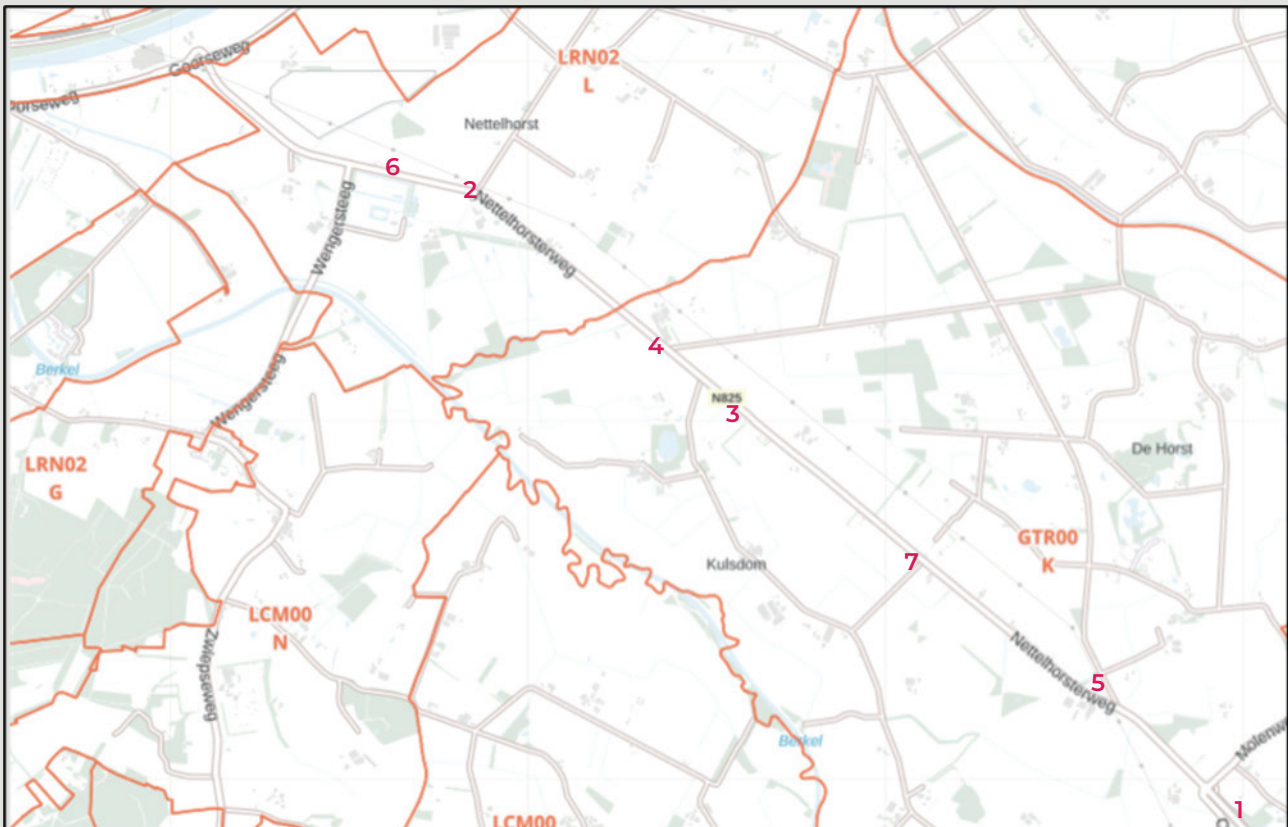 Goorseweg
LRN02
L
Nettelhorst
6
2
Nettelhorsterweg
Wengersteeg
4
Berkel
N825
3
Wengersteeg
De Horst
LRN02
G
GTR00
K
7
Kulsdom
LCM00
N
Zwiepseweg
Nettelhorsterweg
5
Berkel
1
LCM00